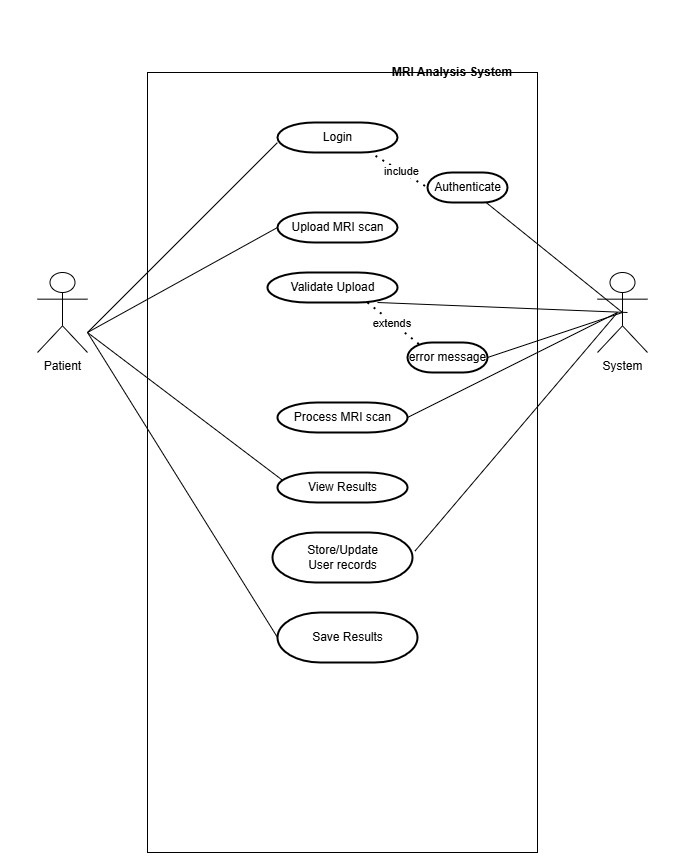 MRI Analysis System
Login
include
Authenticate
Upload MRI scan
Validate Upload
extends
error message
Patient
System
Process MRI scan
View Results
Store/Update
User records
Save Results